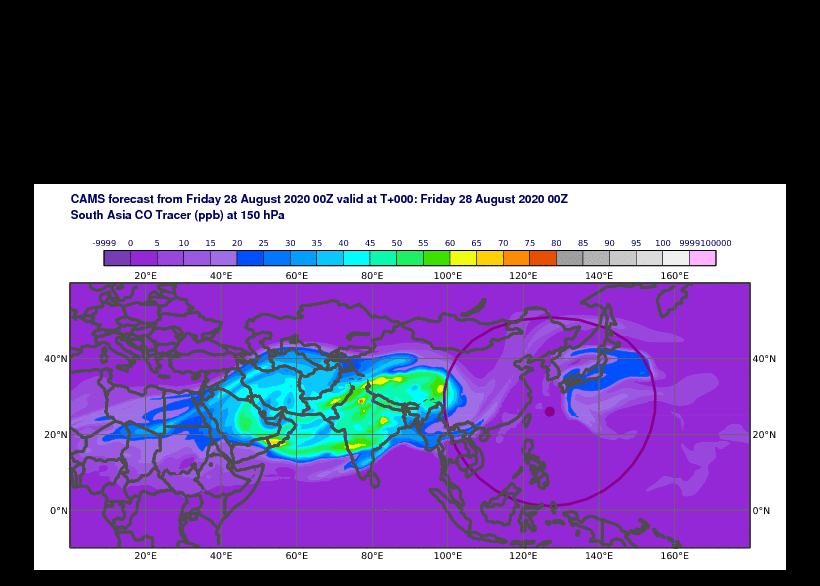 CAMS forecast from Friday 28 August 2020 00Z valid at T+000: Friday 28 August 2020 00Z
South Asia CO Tracer (ppb) at 150 hPa
-9999 0 5 10 15 20 25 30 35 40 45 50 55 60 65 70 75 80 85 90 95 100 9999100000
20°E 40°E 60°E 80°E 100°E 120°E 140°E 160°E
40°N 40°N
20°N 20°N
0°N 0°N
20°E 40°E 60°E 80°E 100°E 120°E 140°E 160°E